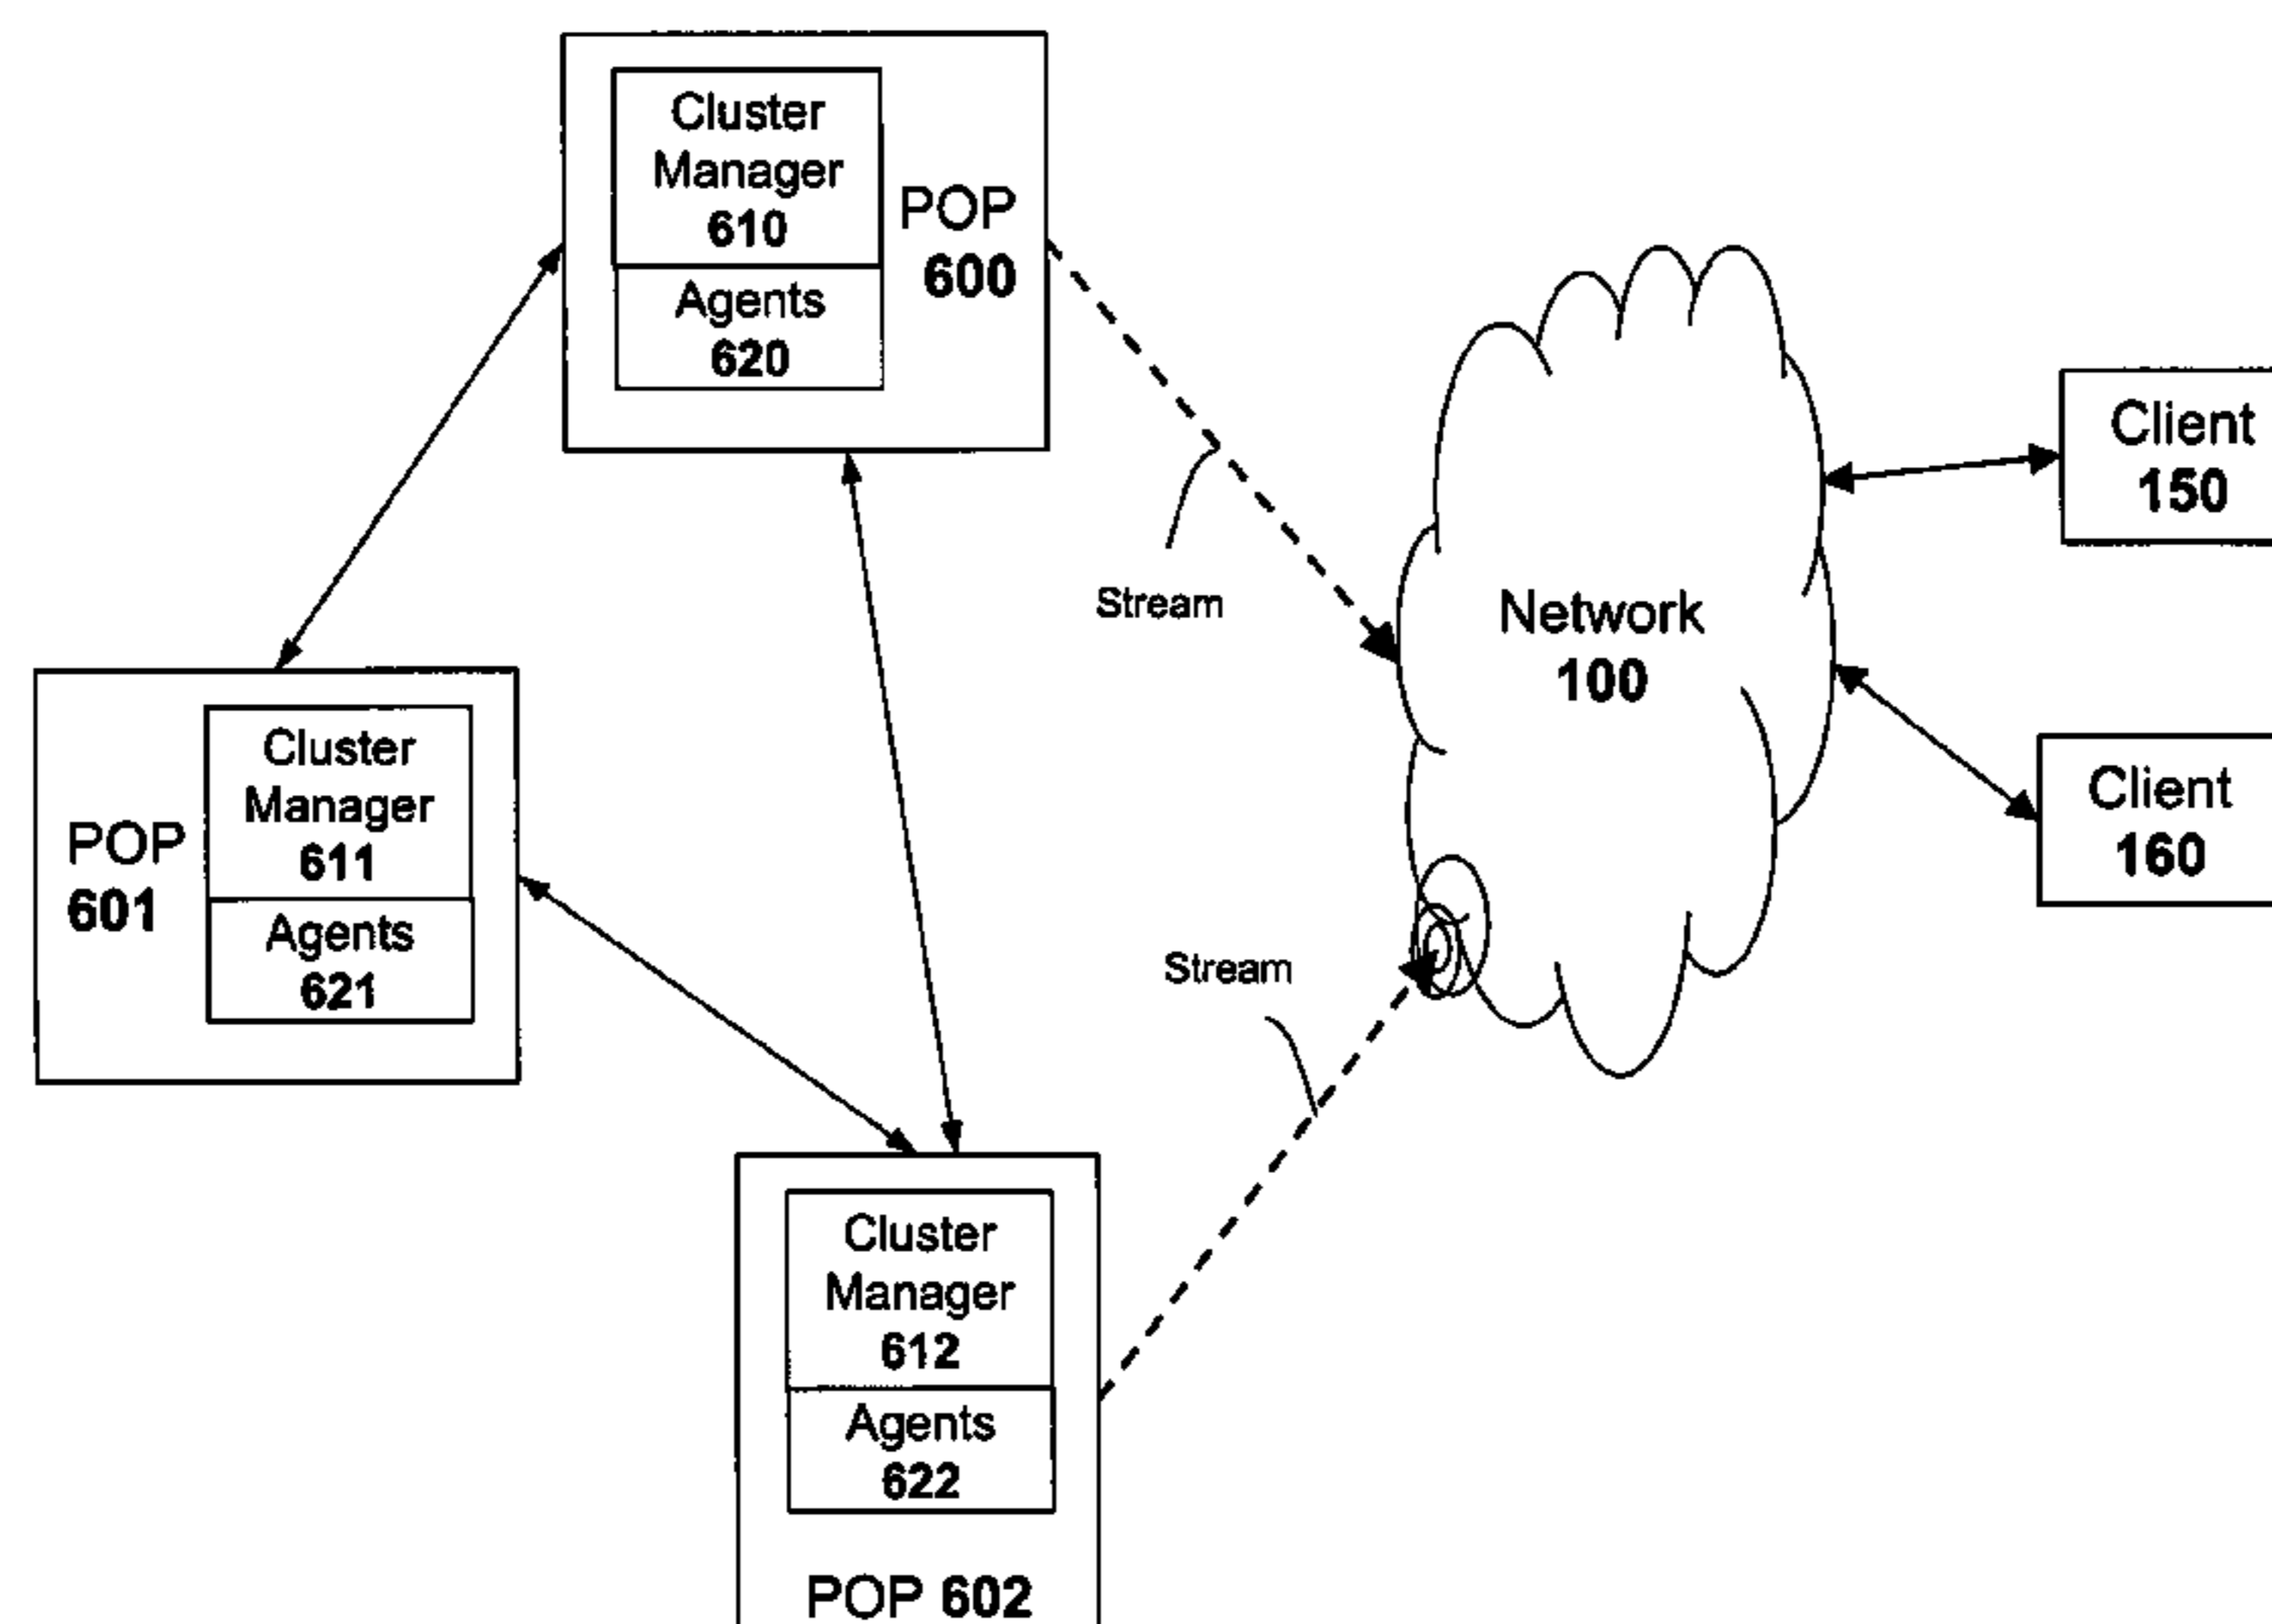 Cluster
Manager
610
POP
600
Agents
620
Stream
Network
100
Client
150
Client
160
POP
601
Cluster
Manager
611
Agents
621
Stream
Cluster
Manager
612
Agents
622
POP 602